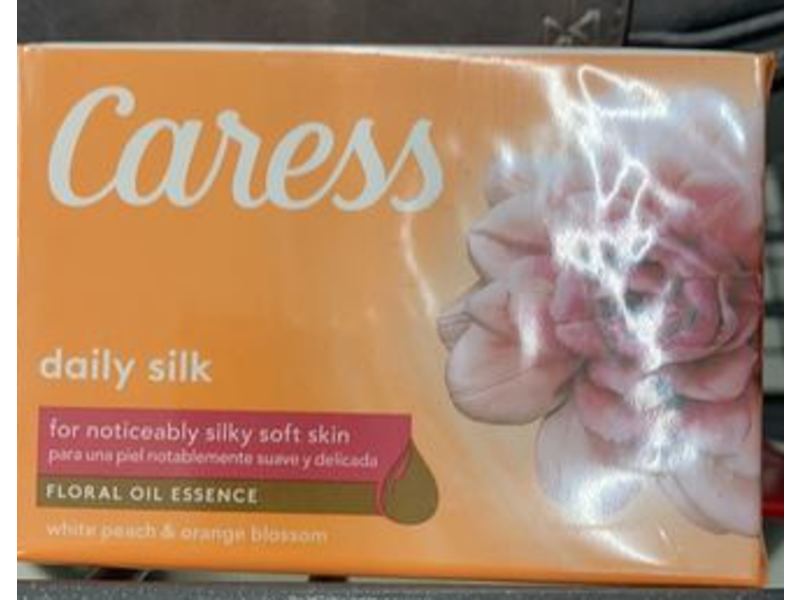 Caress
daily silk
for noticeably silky soft skin
para una piel notablemente suave y delicada
FLORAL OIL ESSENCE
white peach & orange blossom